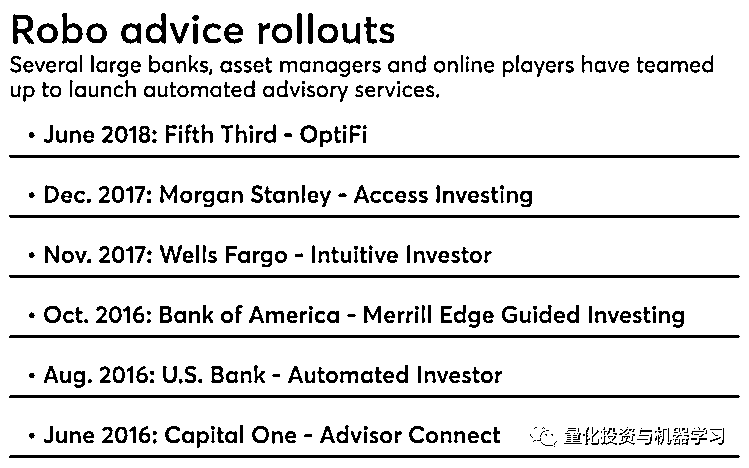 Robo advice rollouts
Several large banks, asset managers and online players have teamed
up to launch automated advisory services.
• June 2018: Fifth Third - OptiFi
• Dec. 2017: Morgan Stanley - Access Investing
• Nov. 2017: Wells Fargo - Intuitive Investor
• Oct. 2016: Bank of America - Merrill Edge Guided Investing
• Aug. 2016: U.S. Bank - Automated Investor
• June 2016: Capital One - Advisor Connect
量化投资与机器学习